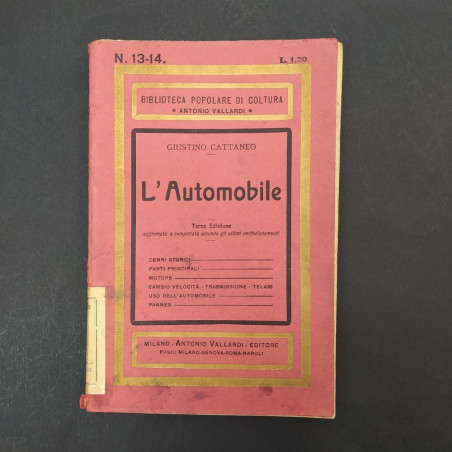 N. 13-14.
L. 1,20
BIBLIOTECA POPOLARE DI COLTURA
* ANTONIO VALLARDI *
GIUSTINO CATTANEO
L'Automobile
Terza Edizione
aggiornata e completata secondo gli ultimi perfezionamenti
CENNI STORICI
PARTI PRINCIPALI
MOTORE
CAMBIO VELOCITÀ - TRASMISSIONE - TELAIO
USO DELL'AUTOMOBILE
PANNES
MILANO - ANTONIO VALLARDI - EDITORE
Filiali: MILANO-GENOVA-ROMA-NAPOLI